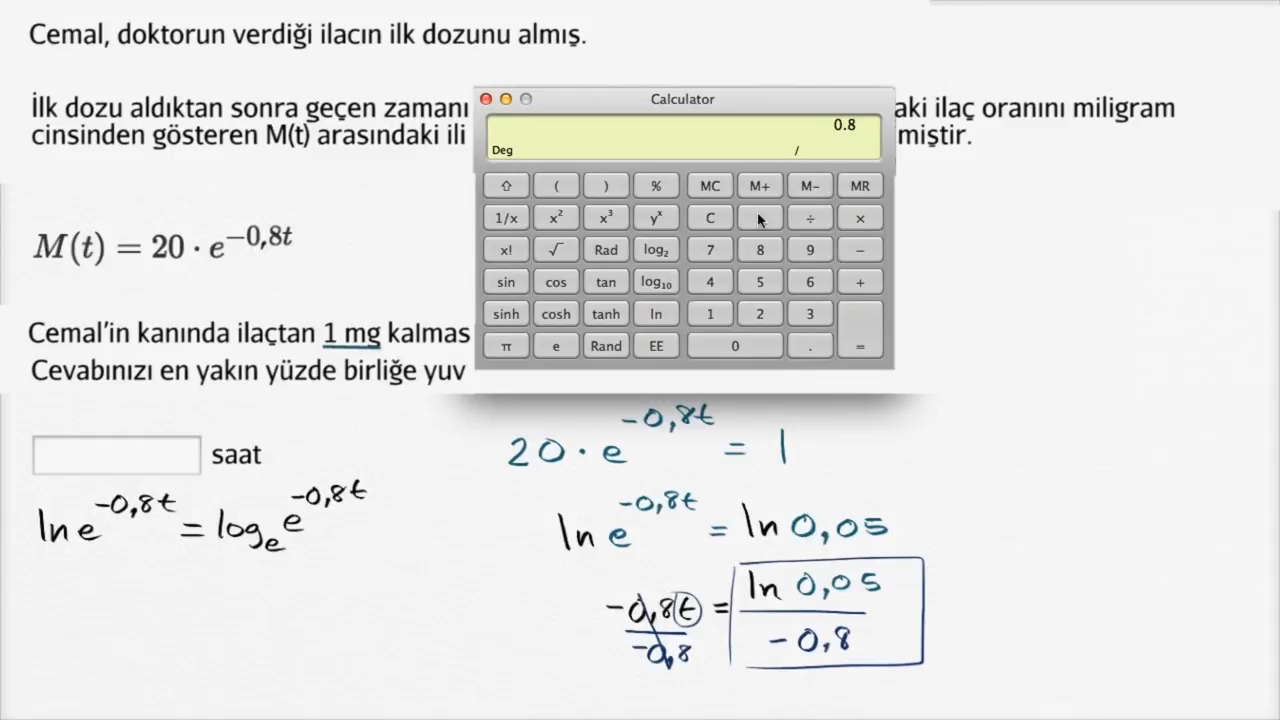 Cemal, doktorun verdiği ilacın ilk dozunu almış.
İlk dozu aldıktan sonra geçen zamanı
aki ilaç oranını miligram
cinsinden gösteren M(t) arasındaki ili
miştir.
M(t) = 20 · e^{-0,8t}
Cemal'in kanında ilaçtan 1 mg kalmas
Cevabınızı en yakın yüzde birliğe yuv
saat
Calculator
0.8
Deg /
( ) % MC M+ M- MR
1/x x² x³ yˣ C ÷ ×
x! √ Rad log₂ 7 8 9 −
sin cos tan log₁₀ 4 5 6 +
sinh cosh tanh ln 1 2 3
π e Rand EE 0 . =
20 · e^{-0,8t} = 1
ln e^{-0,8t} = log_e e^{-0,8t}
ln e^{-0,8t} = ln 0,05
-0,8t / -0,8 = ln 0,05 / -0,8